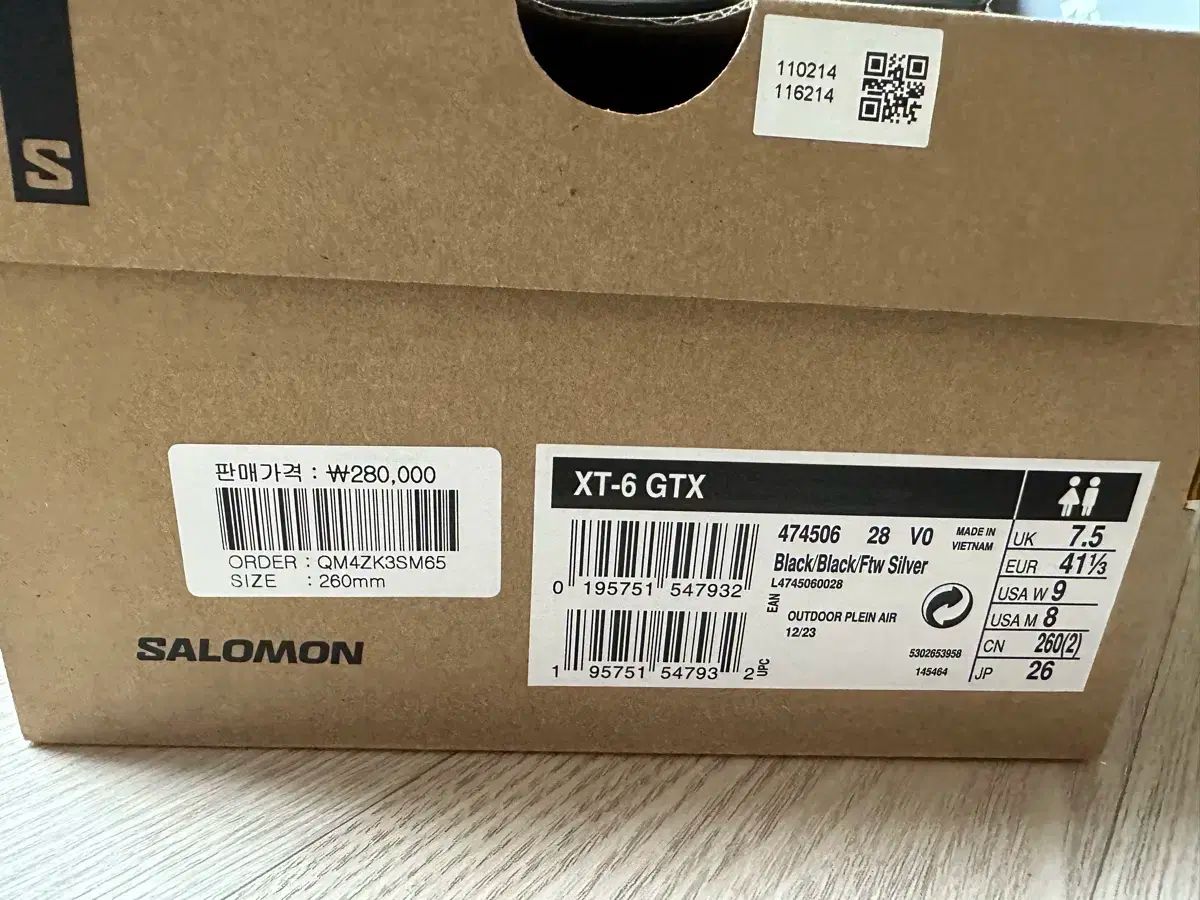 S
110214
116214
판매가격 : ₩280,000
ORDER : QM4ZK3SM65
SIZE : 260mm
SALOMON
XT-6 GTX
0 195751 547932
EAN
1 95751 54793 2
UPC
474506 28 V0
MADE IN
VIETNAM
Black/Black/Ftw Silver
L4745060028
OUTDOOR PLEIN AIR
12/23
5302653958
145464
UK 7.5
EUR 41⅓
USA W 9
USA M 8
CN 260(2)
JP 26